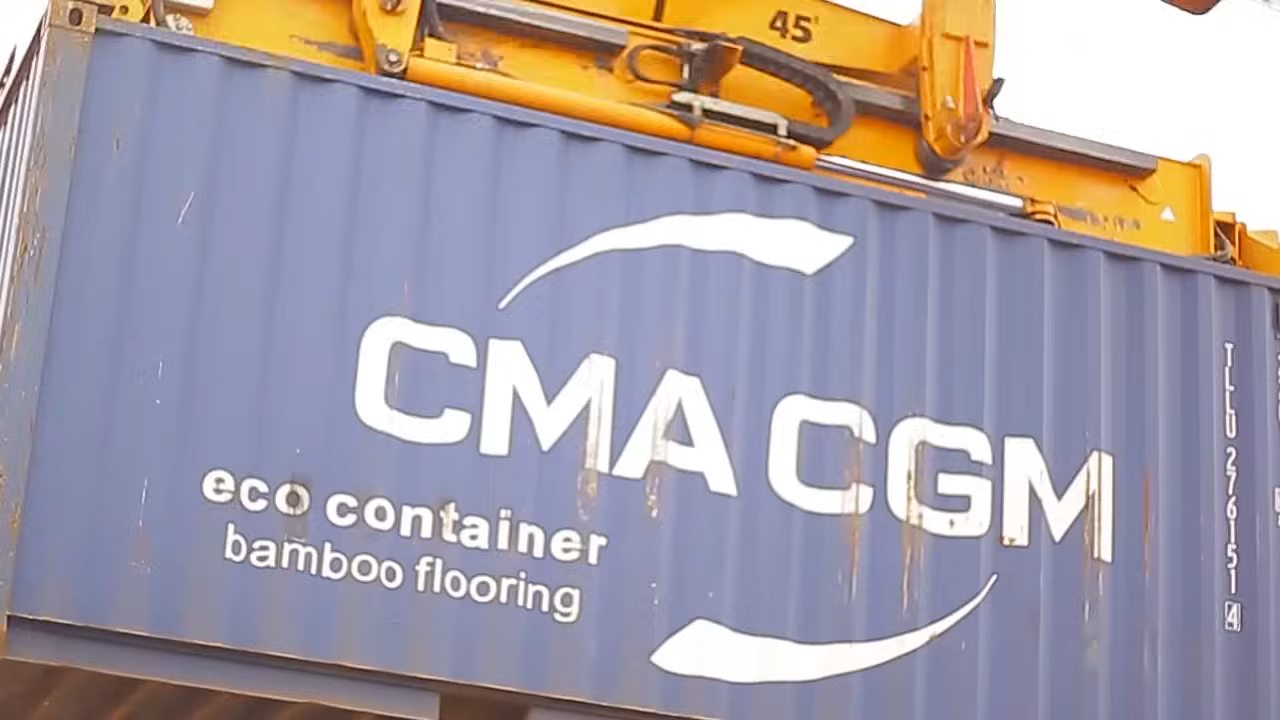 45'
CMA CGM
eco container
bamboo flooring
TLLU 276151 4